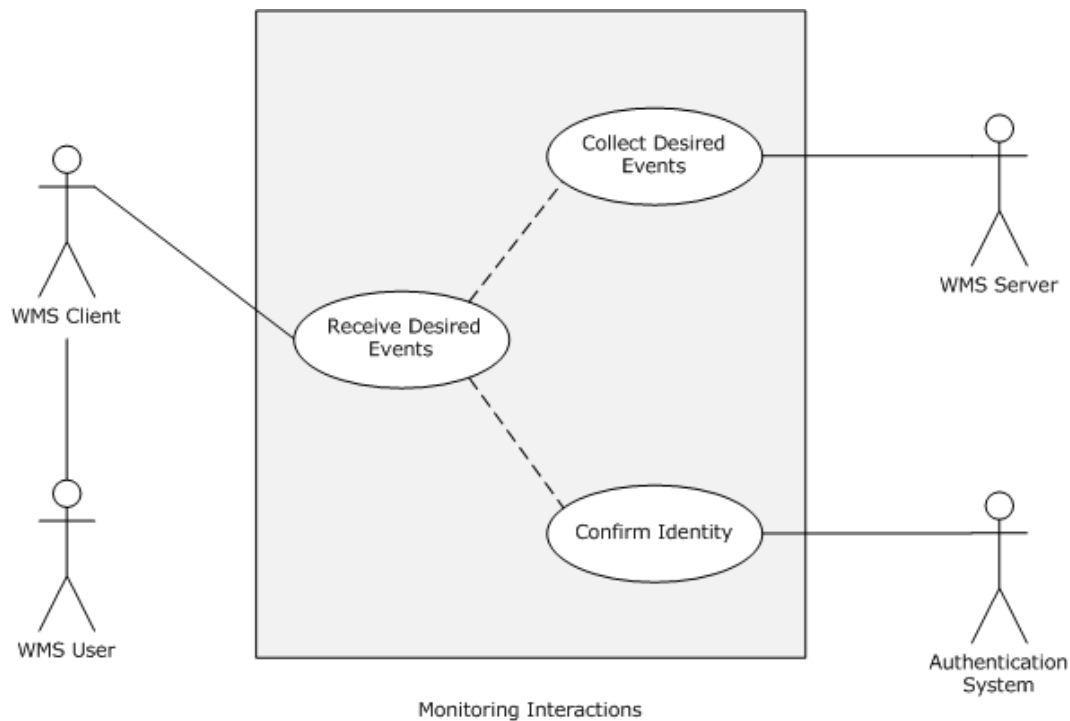 Collect Desired
Events
WMS Server
WMS Client
Receive Desired
Events
Confirm Identity
WMS User
Authentication
System
Monitoring Interactions